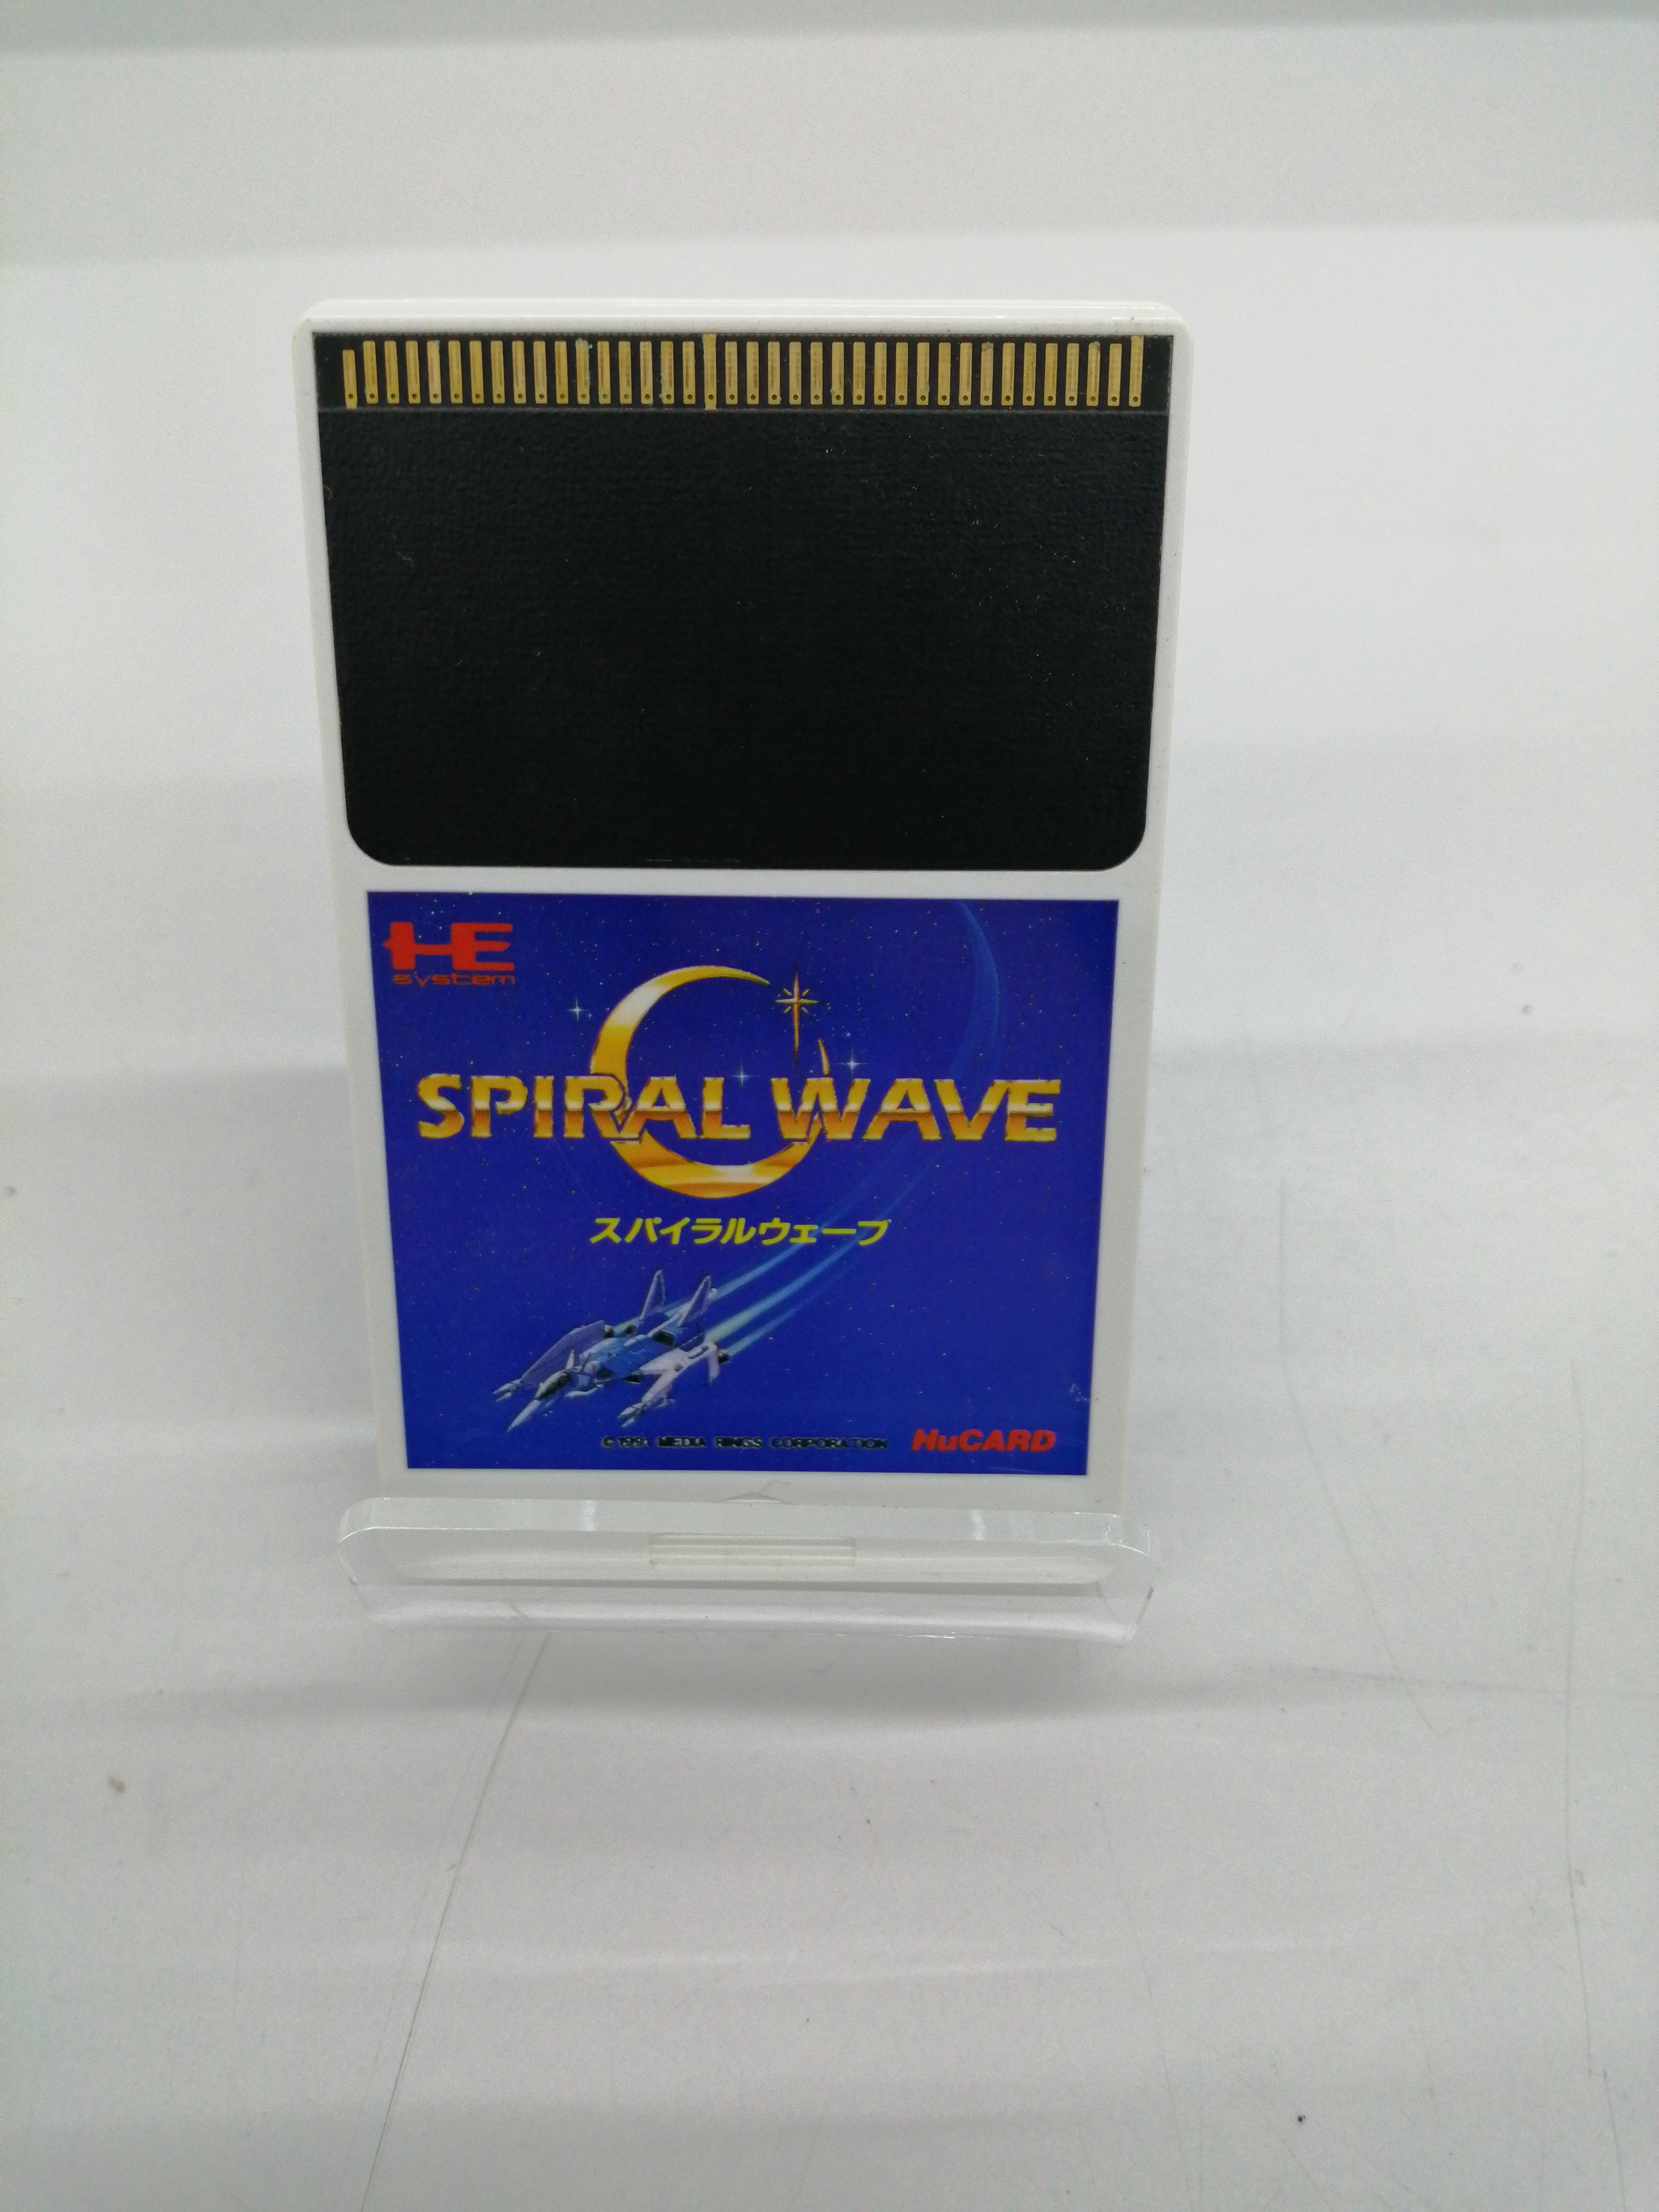 HE
system
SPIRAL WAVE
スパイラルウェーブ
© 1991 MEDIA RINGS CORPORATION
HuCARD